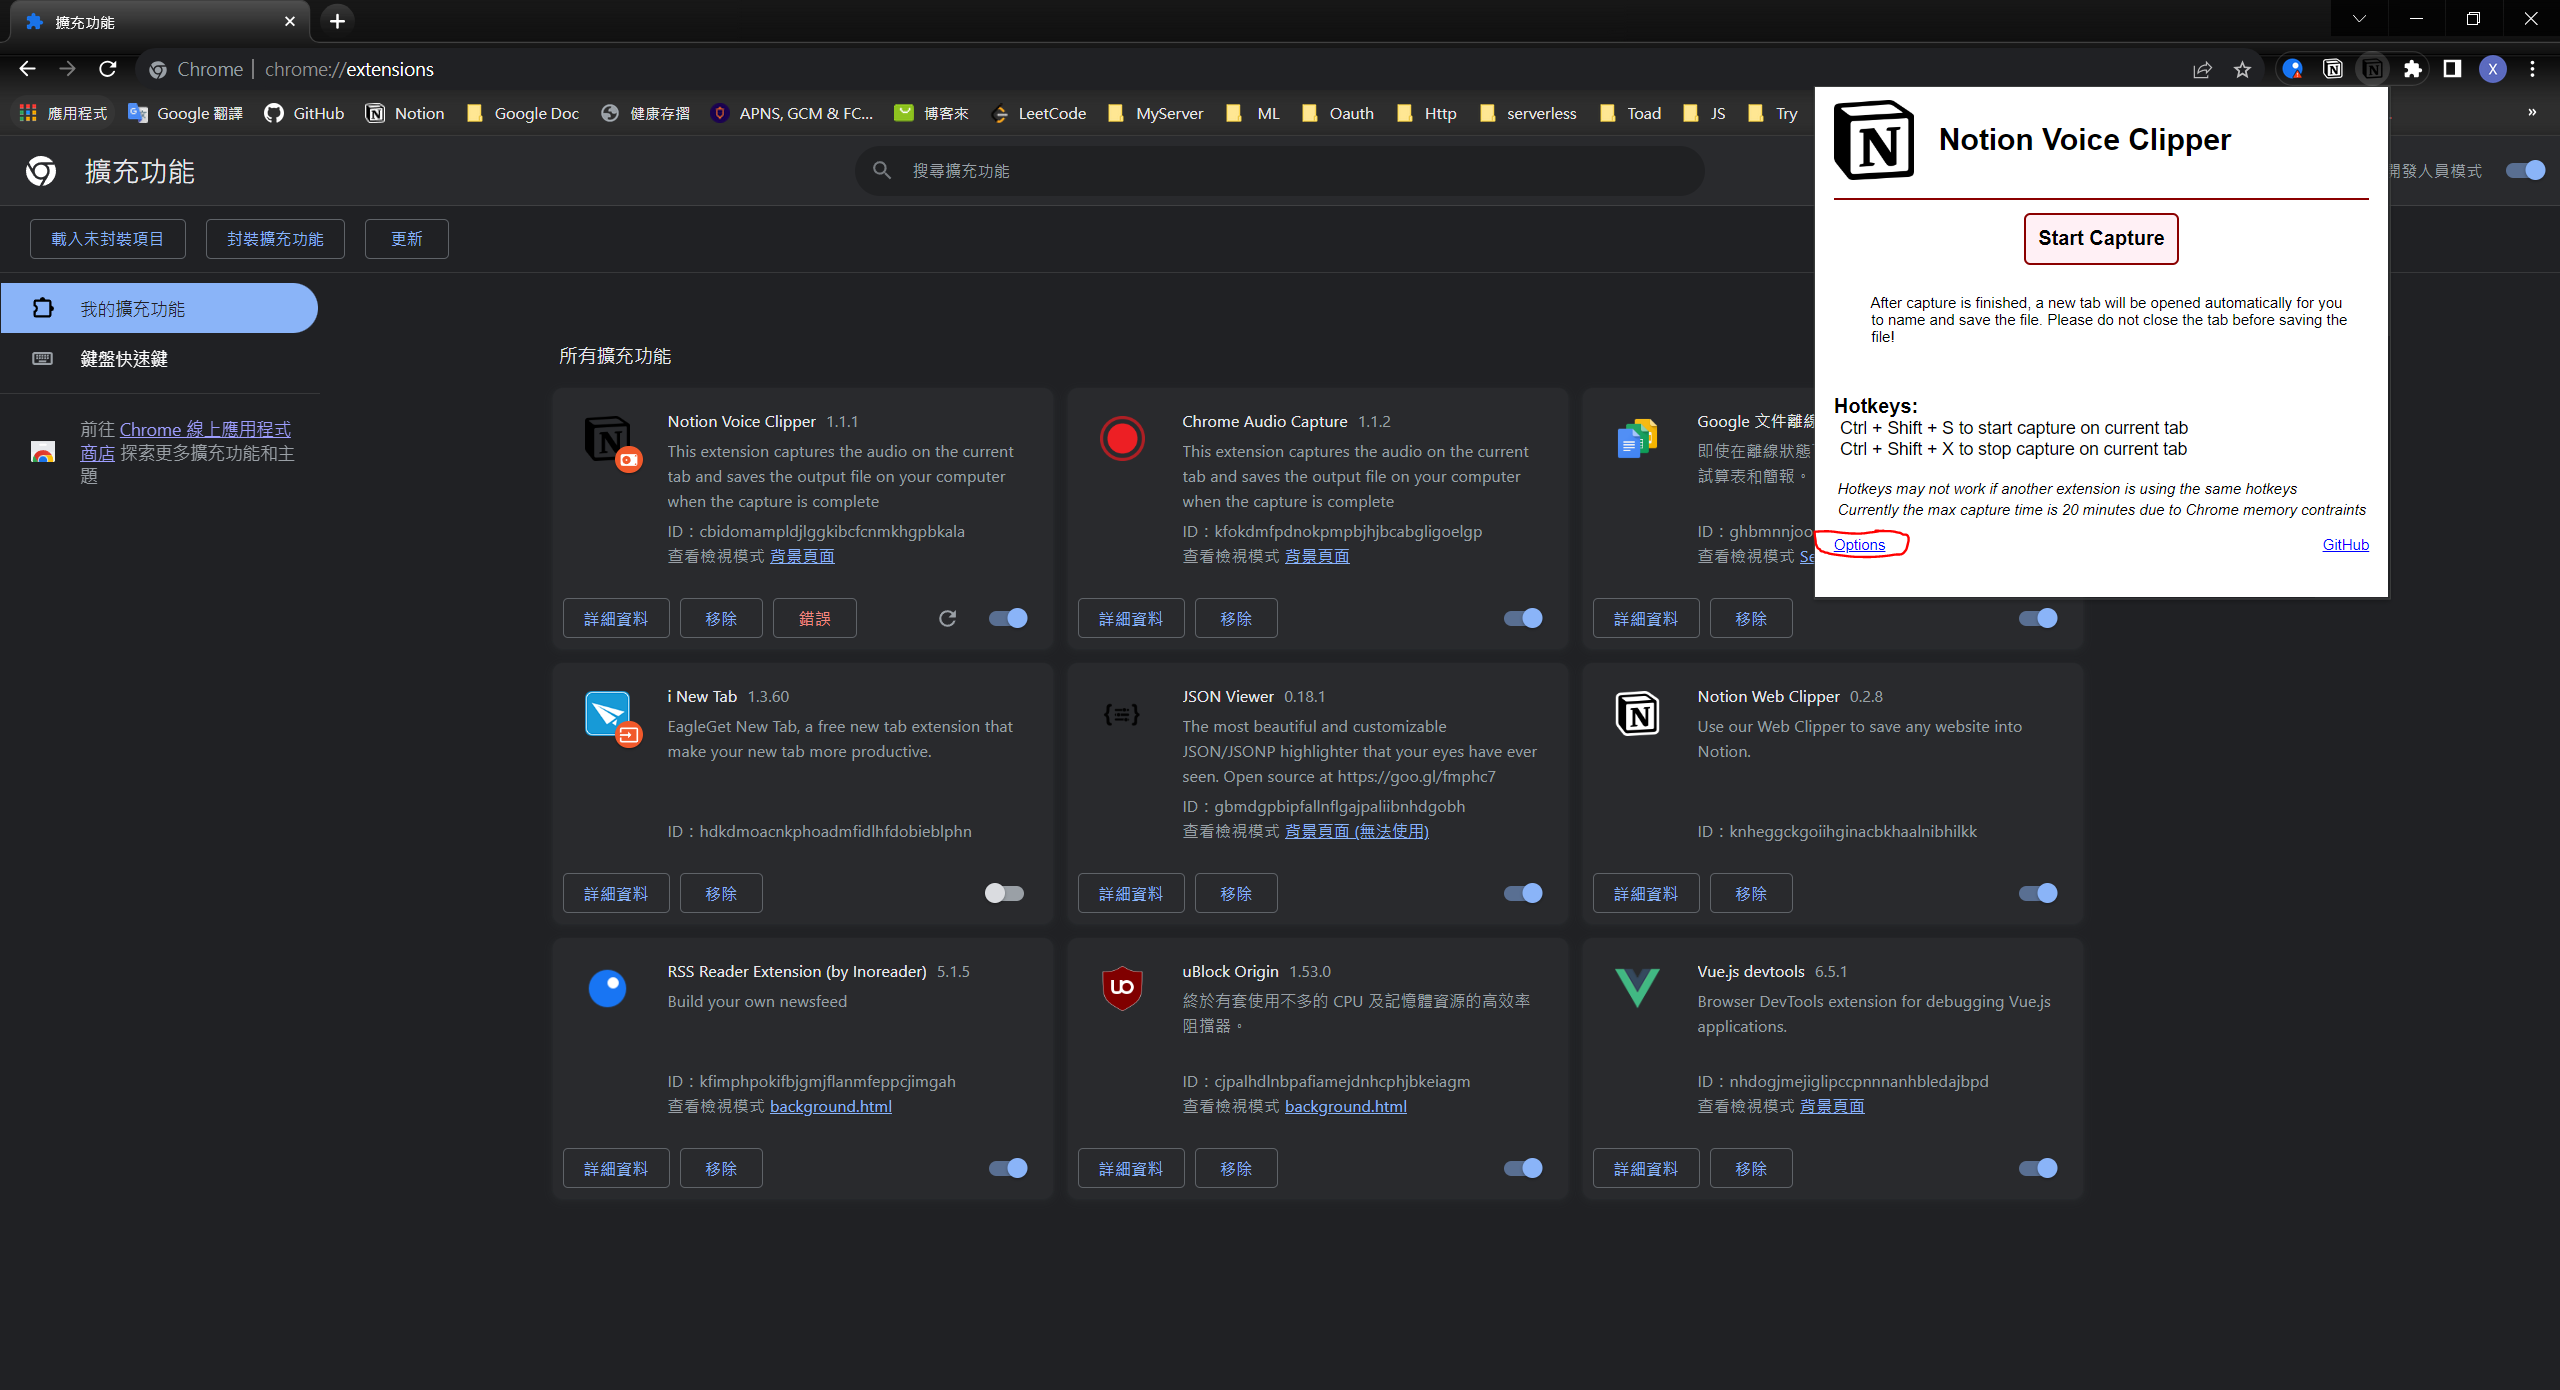 擴充功能
Chrome
chrome://extensions
X
應用程式
Google 翻譯
GitHub
Notion
Google Doc
健康存摺
APNS, GCM & FC...
博客來
LeetCode
MyServer
ML
Oauth
Http
serverless
Toad
JS
Try
»
擴充功能
搜尋擴充功能
開發人員模式
載入未封裝項目
封裝擴充功能
更新
我的擴充功能
鍵盤快速鍵
前往 Chrome 線上應用程式
商店 探索更多擴充功能和主
題
所有擴充功能
Notion Voice Clipper 1.1.1
This extension captures the audio on the current
tab and saves the output file on your computer
when the capture is complete
ID：cbidomampldjlggkibcfcnmkhgpbkala
查看檢視模式 背景頁面
詳細資料
移除
錯誤
Chrome Audio Capture 1.1.2
This extension captures the audio on the current
tab and saves the output file on your computer
when the capture is complete
ID：kfokdmfpdnokpmpbjhjbcabgligoelgp
查看檢視模式 背景頁面
詳細資料
移除
Google 文件離線
即使在離線狀態
試算表和簡報。
ID：ghbmnnjoo
查看檢視模式 Se
詳細資料
移除
i New Tab 1.3.60
EagleGet New Tab, a free new tab extension that
make your new tab more productive.
ID：hdkdmoacnkphoadmfidlhfdobieblphn
詳細資料
移除
JSON Viewer 0.18.1
The most beautiful and customizable
JSON/JSONP highlighter that your eyes have ever
seen. Open source at https://goo.gl/fmphc7
ID：gbmdgpbipfallnflgajpaliibnhdgobh
查看檢視模式 背景頁面 (無法使用)
詳細資料
移除
Notion Web Clipper 0.2.8
Use our Web Clipper to save any website into
Notion.
ID：knheggckgoiihginacbkhaalnibhilkk
詳細資料
移除
RSS Reader Extension (by Inoreader) 5.1.5
Build your own newsfeed
ID：kfimphpokifbjgmjflanmfeppcjimgah
查看檢視模式 background.html
詳細資料
移除
uBlock Origin 1.53.0
終於有套使用不多的 CPU 及記憶體資源的高效率
阻擋器。
ID：cjpalhdlnbpafiamejdnhcphjbkeiagm
查看檢視模式 background.html
詳細資料
移除
Vue.js devtools 6.5.1
Browser DevTools extension for debugging Vue.js
applications.
ID：nhdogjmejiglipccpnnnanhbledajbpd
查看檢視模式 背景頁面
詳細資料
移除
Notion Voice Clipper
Start Capture
After capture is finished, a new tab will be opened automatically for you
to name and save the file. Please do not close the tab before saving the
file!
Hotkeys:
Ctrl + Shift + S to start capture on current tab
Ctrl + Shift + X to stop capture on current tab
Hotkeys may not work if another extension is using the same hotkeys
Currently the max capture time is 20 minutes due to Chrome memory contraints
Options
GitHub